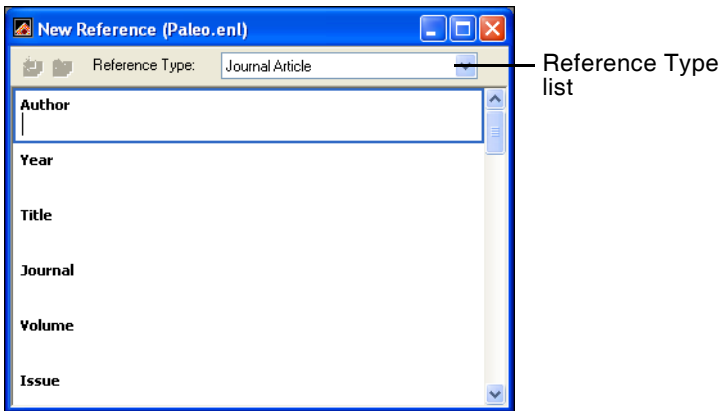 New Reference (Paleo.enl)
Reference Type: Journal Article
Reference Type
list
Author
Year
Title
Journal
Volume
Issue